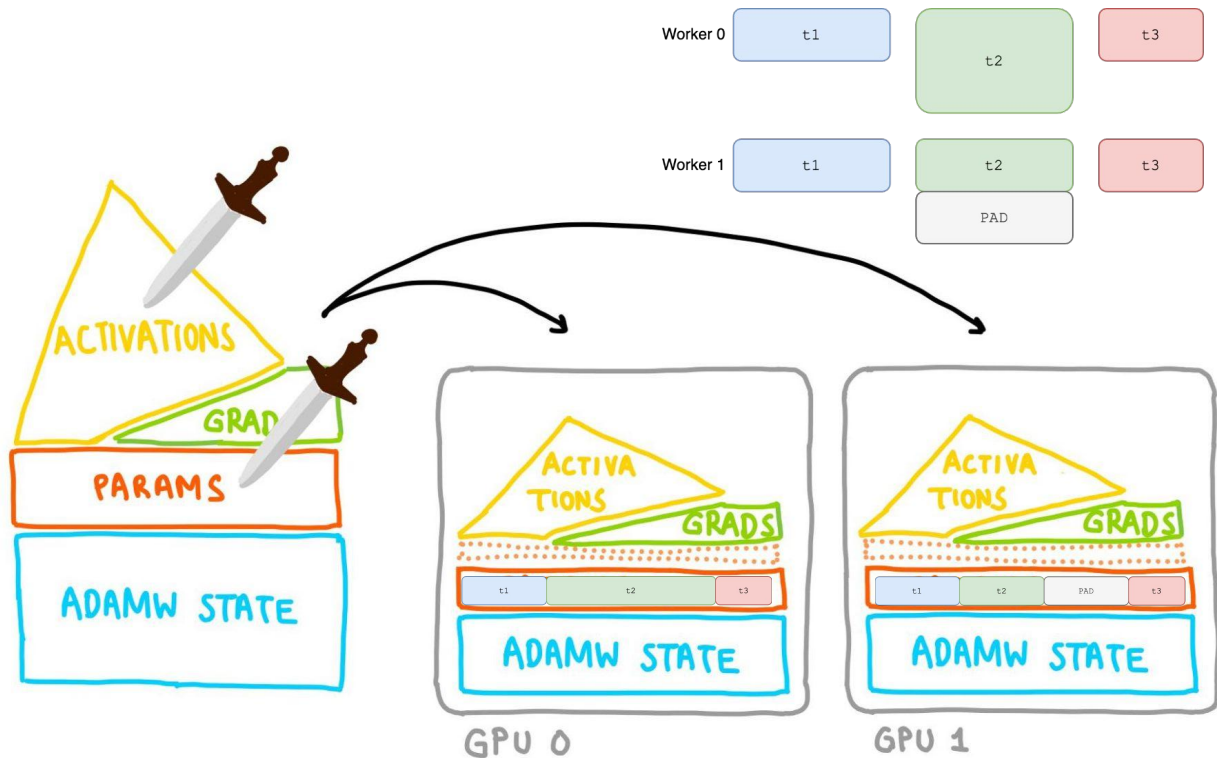 Worker 0
t1
t2
t3
Worker 1
t1
t2
t3
PAD
ACTIVATIONS
GRAD
PARAMS
ADAMW STATE
ACTIVA
TIONS
GRADS
t1
t2
t3
ADAMW STATE
GPU 0
ACTIVA
TIONS
GRADS
t1
t2
PAD
t3
ADAMW STATE
GPU 1